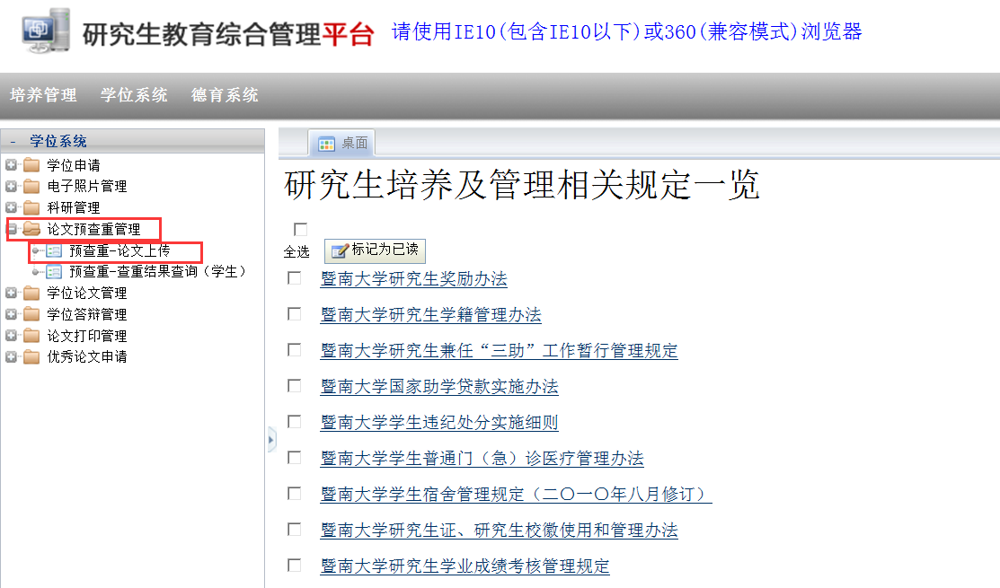 研究生教育综合管理平台 请使用IE10(包含IE10以下)或360(兼容模式)浏览器
培养管理 学位系统 德育系统
- 学位系统
学位申请
电子照片管理
科研管理
论文预查重管理
预查重-论文上传
预查重-查重结果查询（学生）
学位论文管理
学位答辩管理
论文打印管理
优秀论文申请
桌面
研究生培养及管理相关规定一览
全选 标记为已读
暨南大学研究生奖励办法
暨南大学研究生学籍管理办法
暨南大学研究生兼任“三助”工作暂行管理规定
暨南大学国家助学贷款实施办法
暨南大学学生违纪处分实施细则
暨南大学学生普通门（急）诊医疗管理办法
暨南大学学生宿舍管理规定（二〇一〇年八月修订）
暨南大学研究生证、研究生校徽使用和管理办法
暨南大学研究生学业成绩考核管理规定